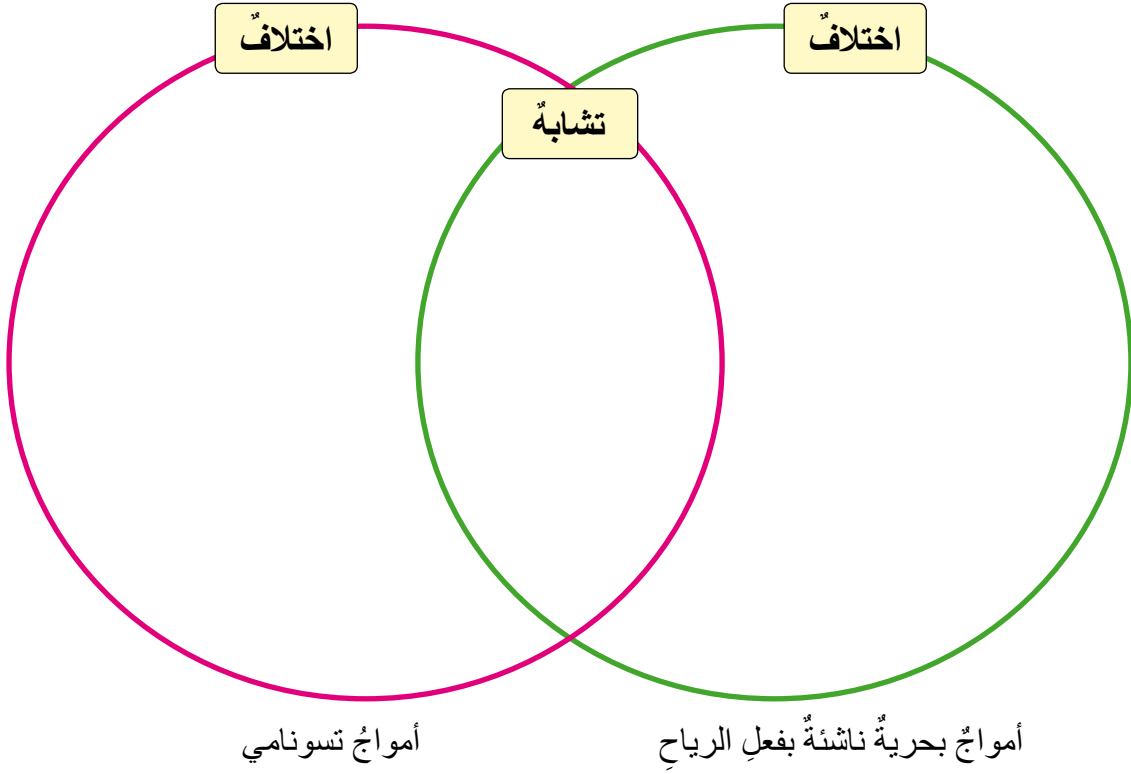 اختلافٌ
اختلافٌ
تشابهٌ
أمواجٌ بحريةٌ ناشئةٌ بفعلِ الرياحِ
أمواجُ تسونامي